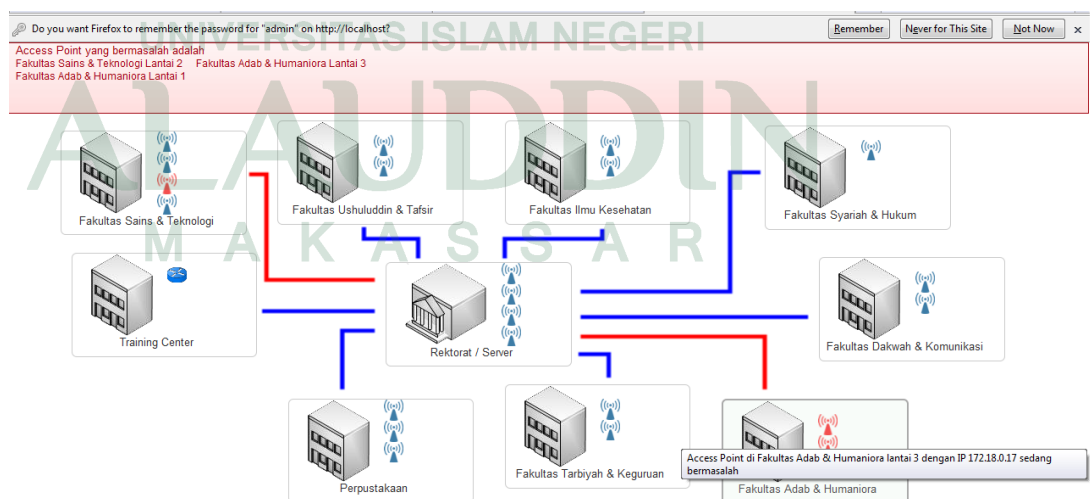 Do you want Firefox to remember the password for "admin" on http://localhost?
Remember
Never for This Site
Not Now
x
UNIVERSITAS ISLAM NEGERI
Access Point yang bermasalah adalah
Fakultas Sains & Teknologi Lantai 2 Fakultas Adab & Humaniora Lantai 3
Fakultas Adab & Humaniora Lantai 1
ALAUDDIN
Fakultas Sains & Teknologi
Fakultas Ushuluddin & Tafsir
Fakultas Ilmu Kesehatan
Fakultas Syariah & Hukum
MAKASSAR
Training Center
Rektorat / Server
Fakultas Dakwah & Komunikasi
Perpustakaan
Fakultas Tarbiyah & Keguruan
Access Point di Fakultas Adab & Humaniora lantai 3 dengan IP 172.18.0.17 sedang
bermasalah
Fakultas Adab & Humaniora